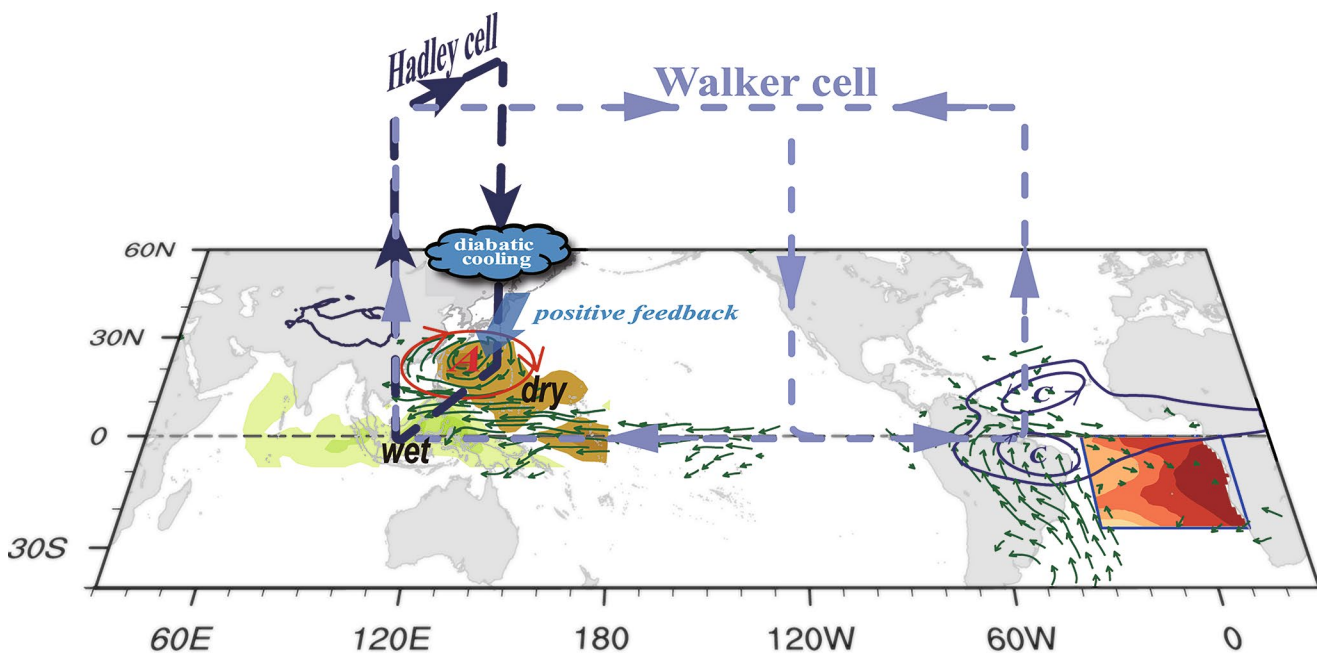 Hadley cell
Walker cell
diabatic
cooling
60N
positive feedback
30N
A
dry
C
0
wet
C
30S
60E
120E
180
120W
60W
0